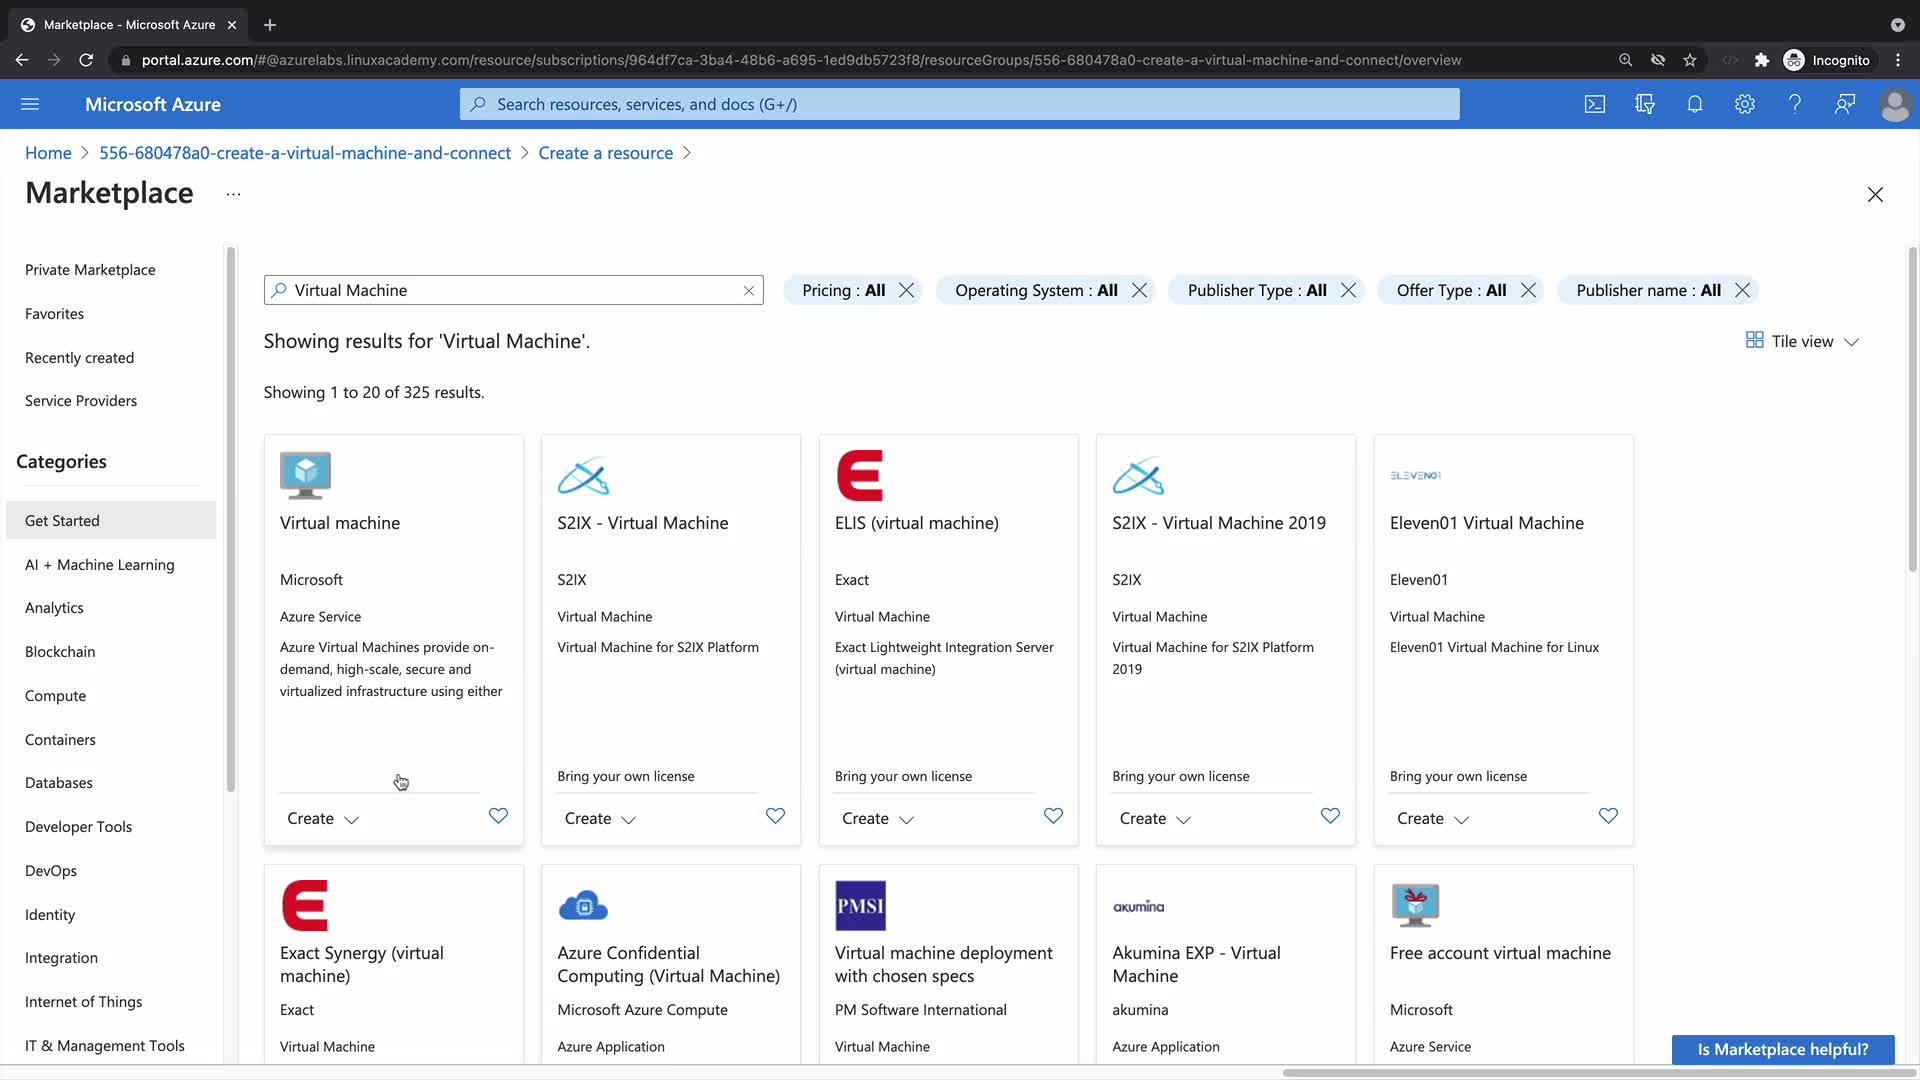 Marketplace - Microsoft Azure
portal.azure.com/#@azurelabs.linuxacademy.com/resource/subscriptions/964df7ca-3ba4-48b6-a695-1ed9db5723f8/resourceGroups/556-680478a0-create-a-virtual-machine-and-connect/overview
Incognito
Microsoft Azure
Search resources, services, and docs (G+/)
Home > 556-680478a0-create-a-virtual-machine-and-connect > Create a resource >
Marketplace ...
Private Marketplace
Favorites
Recently created
Service Providers
Categories
Get Started
AI + Machine Learning
Analytics
Blockchain
Compute
Containers
Databases
Developer Tools
DevOps
Identity
Integration
Internet of Things
IT & Management Tools
Virtual Machine
Pricing : All
Operating System : All
Publisher Type : All
Offer Type : All
Publisher name : All
Showing results for 'Virtual Machine'.
Tile view
Showing 1 to 20 of 325 results.
Virtual machine
Microsoft
Azure Service
Azure Virtual Machines provide on-
demand, high-scale, secure and
virtualized infrastructure using either
Create
S2IX - Virtual Machine
S2IX
Virtual Machine
Virtual Machine for S2IX Platform
Bring your own license
Create
ELIS (virtual machine)
Exact
Virtual Machine
Exact Lightweight Integration Server
(virtual machine)
Bring your own license
Create
S2IX - Virtual Machine 2019
S2IX
Virtual Machine
Virtual Machine for S2IX Platform
2019
Bring your own license
Create
ELEVEN01
Eleven01 Virtual Machine
Eleven01
Virtual Machine
Eleven01 Virtual Machine for Linux
Bring your own license
Create
Exact Synergy (virtual
machine)
Exact
Virtual Machine
Azure Confidential
Computing (Virtual Machine)
Microsoft Azure Compute
Azure Application
PMSI
Virtual machine deployment
with chosen specs
PM Software International
Virtual Machine
akumina
Akumina EXP - Virtual
Machine
akumina
Azure Application
Free account virtual machine
Microsoft
Azure Service
Is Marketplace helpful?